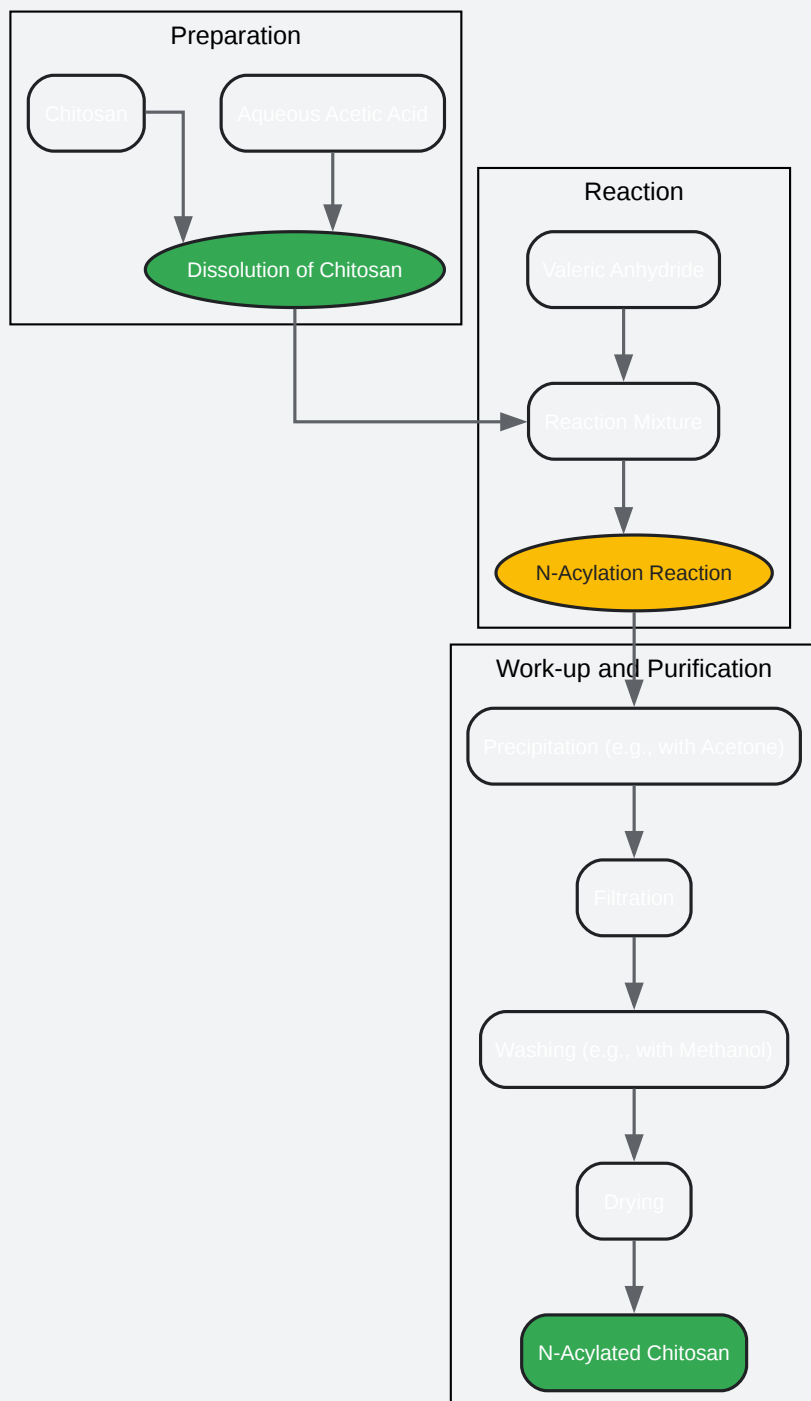 Preparation
Chitosan
Aqueous Acetic Acid
Dissolution of Chitosan
Reaction
Valeric Anhydride
Reaction Mixture
N-Acylation Reaction
Work-up and Purification
Precipitation (e.g., with Acetone)
Filtration
Washing (e.g., with Methanol)
Drying
N-Acylated Chitosan